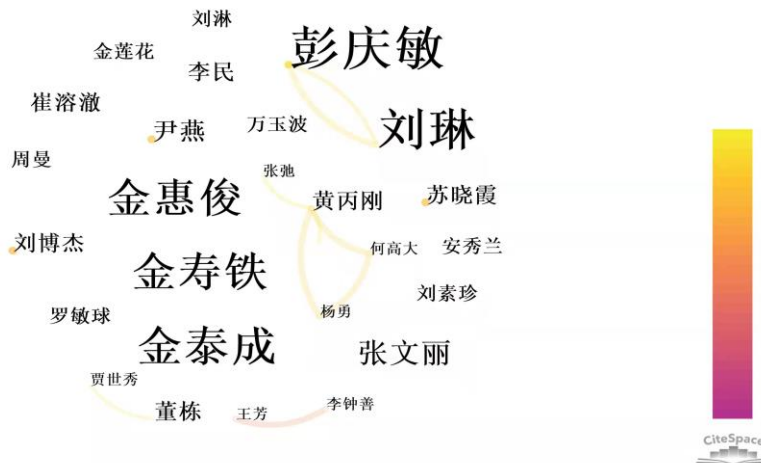 刘淋
金莲花
彭庆敏
李民
崔溶澈
尹燕
万玉波
刘琳
周曼
张弛
金惠俊
黄丙刚
苏晓霞
刘博杰
何高大
安秀兰
金寿铁
刘素珍
罗敏球
杨勇
金泰成
张文丽
贾世秀
董栋
王芳
李钟善
CiteSpace